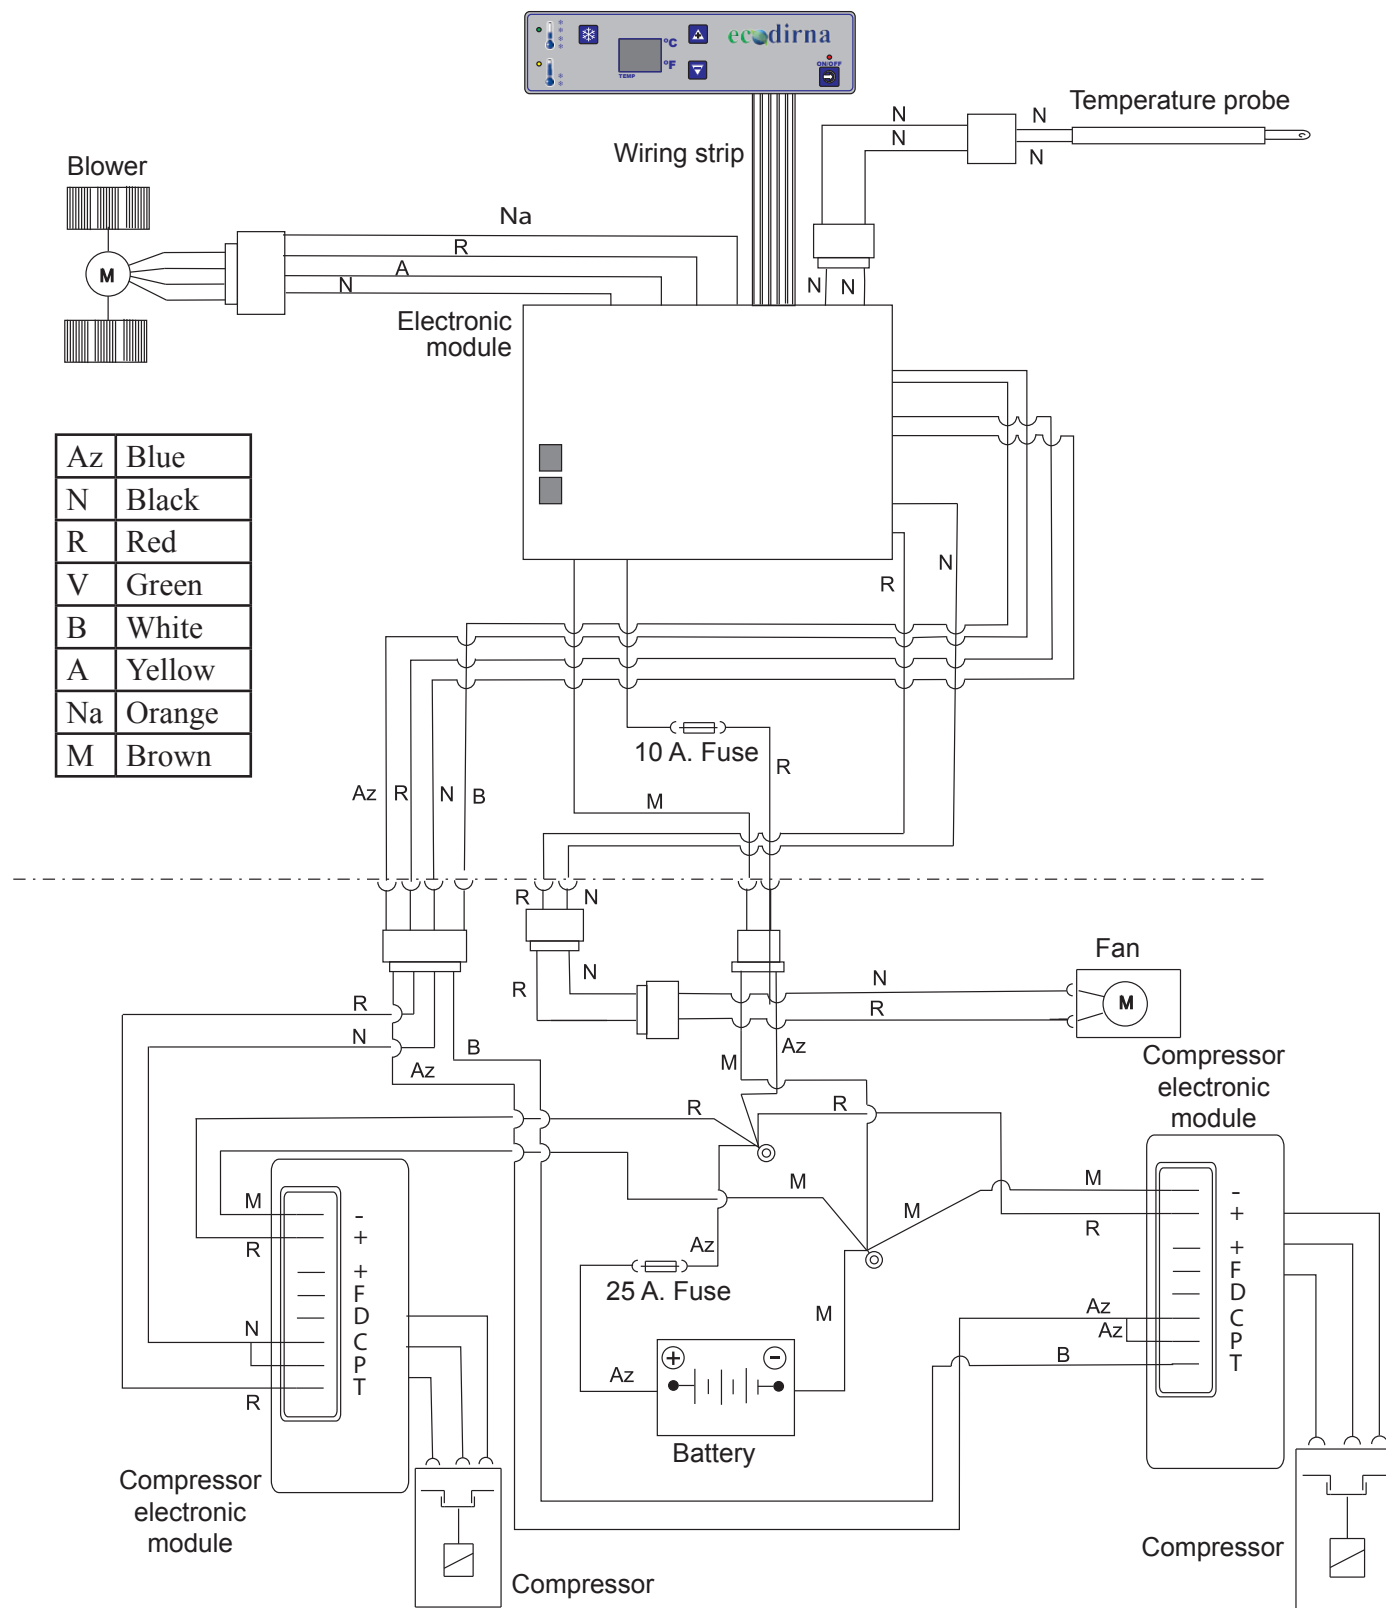 °C
ecodirna
°F
TEMP
ON/OFF
Temperature probe
N
N
N
N
Wiring strip
Blower
Na
R
A
N
M
N N
Electronic
module
Az Blue
N Black
R Red
V Green
B White
A Yellow
Na Orange
M Brown
R
N
10 A. Fuse
R
Az R N B
M
R N
Fan
N
R
N
R
M
R
N
B
Az
M
Az
Compressor
electronic
module
R
R
M
R
M
M
M
R
-
+
+
F
D
C
P
T
N
R
-
+
+
F
D
C
P
T
Az
Az
B
Az
25 A. Fuse
M
+ -
Az
Battery
Compressor
electronic
module
Compressor
Compressor